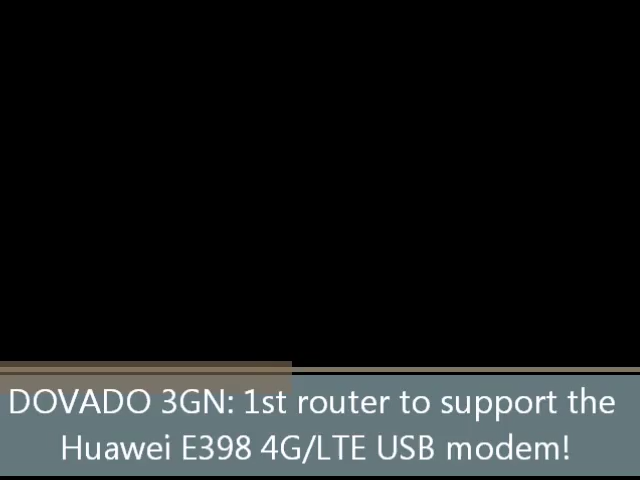 DOVADO 3GN: 1st router to support the
Huawei E398 4G/LTE USB modem!